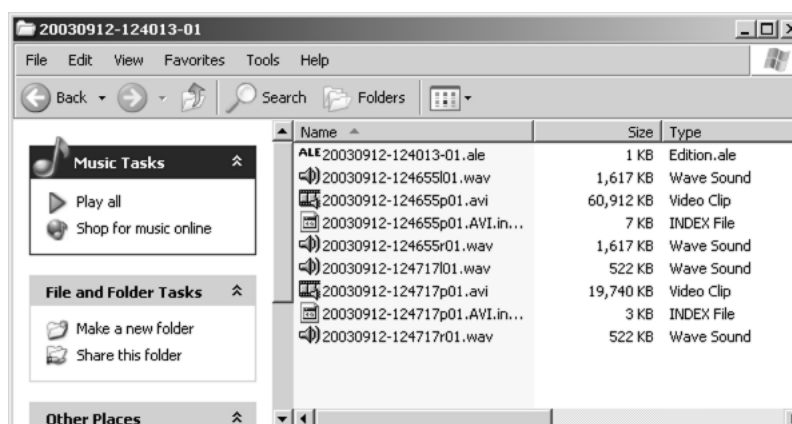 20030912-124013-01
File Edit View Favorites Tools Help
Back Search Folders
Music Tasks
Play all
Shop for music online
File and Folder Tasks
Make a new folder
Share this folder
Other Places
Name Size Type
ALE 20030912-124013-01.ale 1 KB Edition.ale
20030912-124655l01.wav 1,617 KB Wave Sound
20030912-124655p01.avi 60,912 KB Video Clip
20030912-124655p01.AVI.in... 7 KB INDEX File
20030912-124655r01.wav 1,617 KB Wave Sound
20030912-124717l01.wav 522 KB Wave Sound
20030912-124717p01.avi 19,740 KB Video Clip
20030912-124717p01.AVI.in... 3 KB INDEX File
20030912-124717r01.wav 522 KB Wave Sound